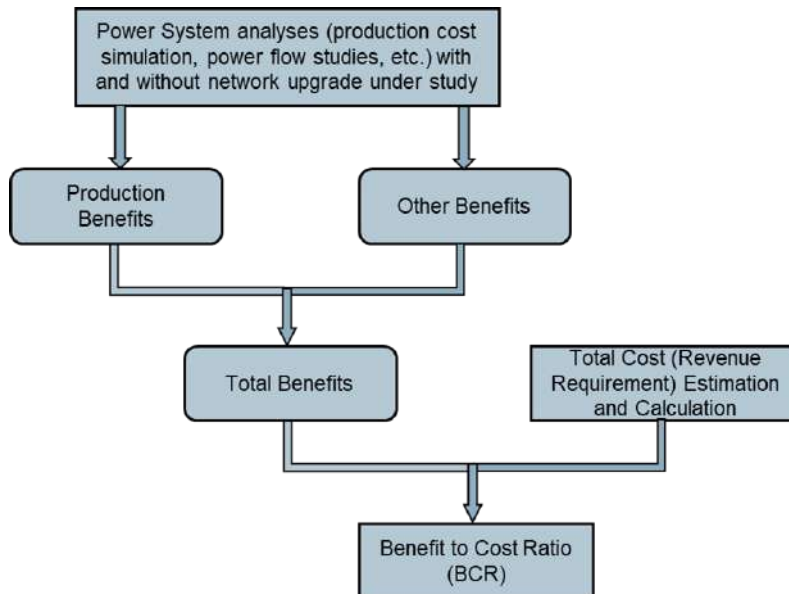 Power System analyses (production cost
simulation, power flow studies, etc.) with
and without network upgrade under study
Production
Benefits
Other Benefits
Total Benefits
Total Cost (Revenue
Requirement) Estimation
and Calculation
Benefit to Cost Ratio
(BCR)